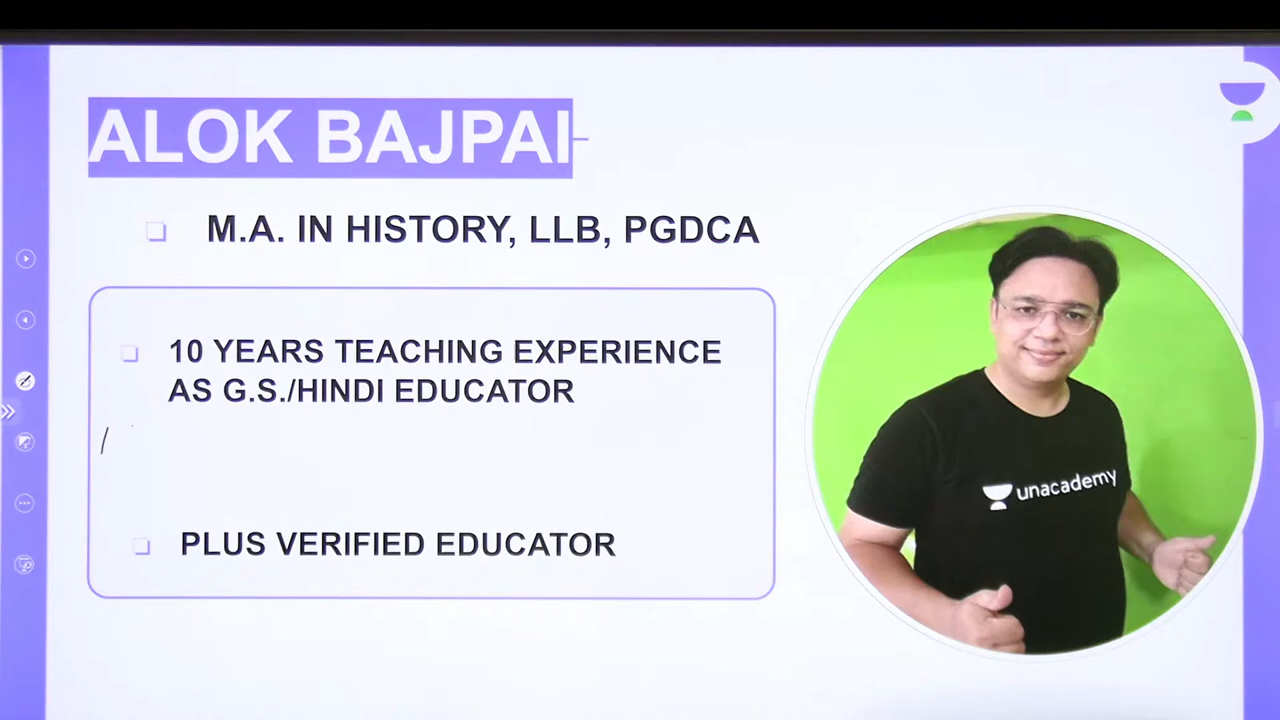 ALOK BAJPAI-
M.A. IN HISTORY, LLB, PGDCA
10 YEARS TEACHING EXPERIENCE
AS G.S./HINDI EDUCATOR
PLUS VERIFIED EDUCATOR
unacademy